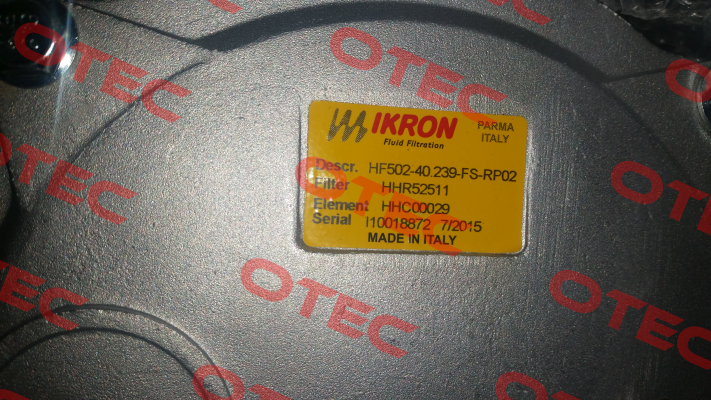 IKRON
PARMA
ITALY
Fluid Filtration
Descr. HF502-40.239-FS-RP02
Filter HHR52511
Element HHC00029
Serial I10018872 7/2015
MADE IN ITALY
OTEC
OTEC
OTEC
OTEC
OTEC
OTEC
OTEC
OTEC
OTEC